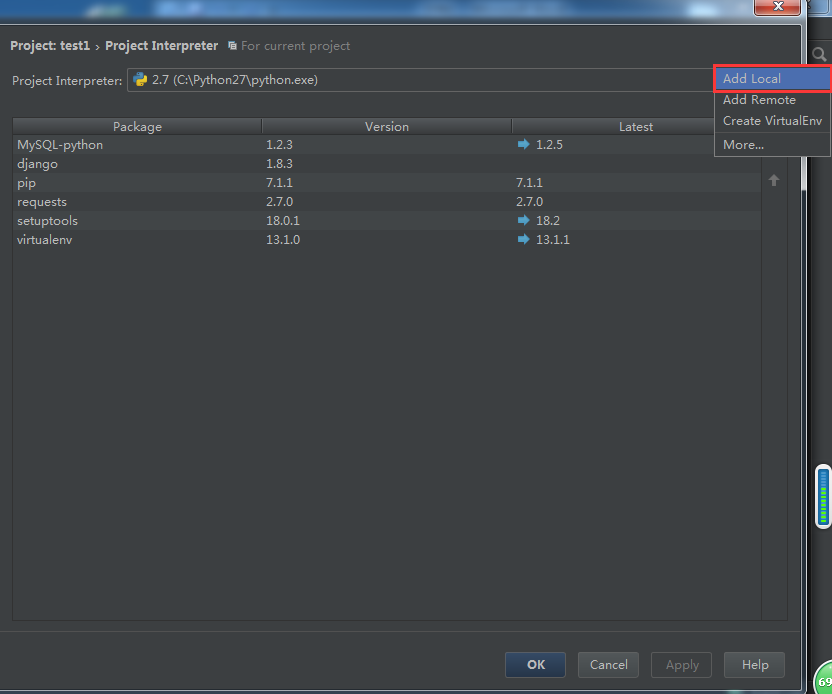 Project: test1 › Project Interpreter For current project
Project Interpreter: 2.7 (C:\Python27\python.exe)
Add Local
Add Remote
Create VirtualEnv
More...
Package Version Latest
MySQL-python 1.2.3 1.2.5
django 1.8.3
pip 7.1.1 7.1.1
requests 2.7.0 2.7.0
setuptools 18.0.1 18.2
virtualenv 13.1.0 13.1.1
OK Cancel Apply Help
69